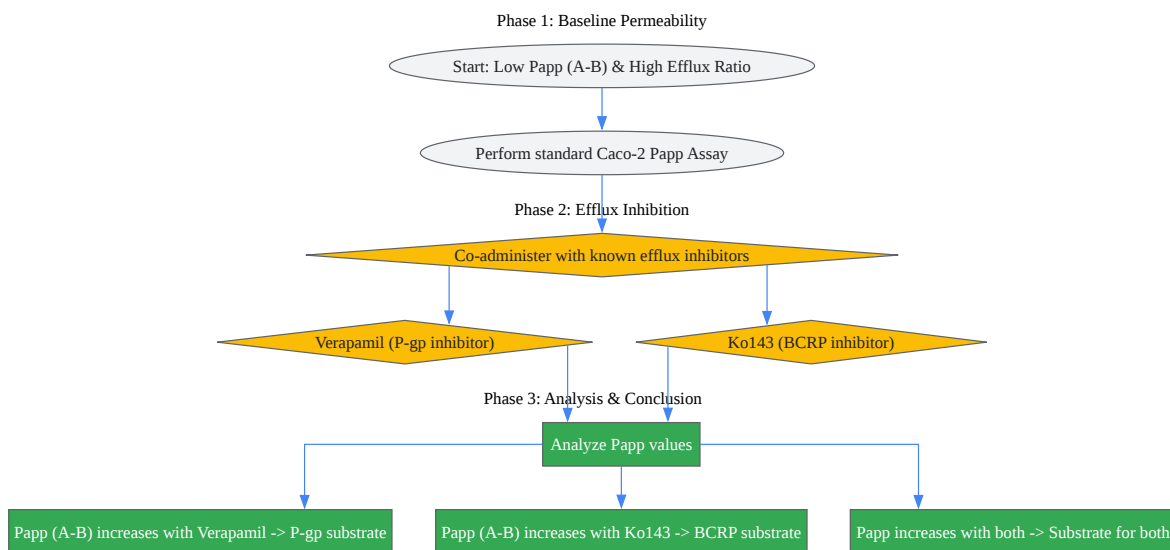 Phase 1: Baseline Permeability
Start: Low Papp (A-B) & High Efflux Ratio
Perform standard Caco-2 Papp Assay
Phase 2: Efflux Inhibition
Co-administer with known efflux inhibitors
Verapamil (P-gp inhibitor)
Ko143 (BCRP inhibitor)
Phase 3: Analysis & Conclusion
Analyze Papp values
Papp (A-B) increases with Verapamil -> P-gp substrate
Papp (A-B) increases with Ko143 -> BCRP substrate
Papp increases with both -> Substrate for both